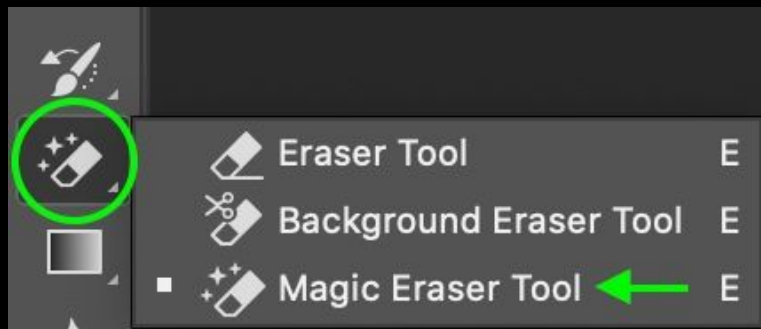 Eraser Tool E
Background Eraser Tool E
Magic Eraser Tool E